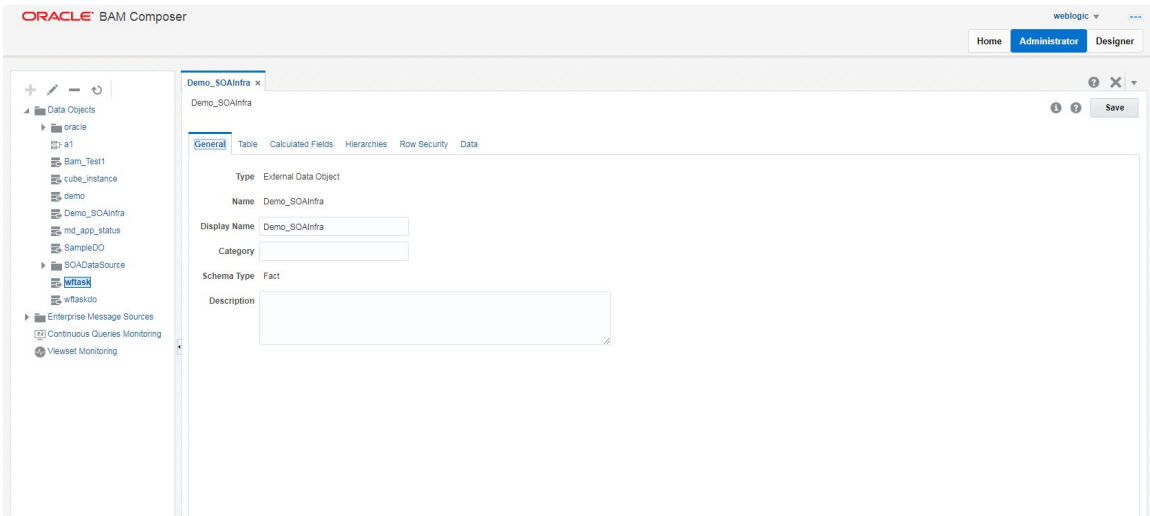 ORACLE® BAM Composer
weblogic
Home Administrator Designer
Demo_SOAInfra ×
Demo_SOAInfra
Save
Data Objects
oracle
a1
Bam_Test1
cube_instance
demo
Demo_SOAInfra
md_app_status
SampleDO
SOADataSource
wftask
wftaskdo
Enterprise Message Sources
Continuous Queries Monitoring
Viewset Monitoring
General Table Calculated Fields Hierarchies Row Security Data
Type External Data Object
Name Demo_SOAInfra
Display Name Demo_SOAInfra
Category
Schema Type Fact
Description